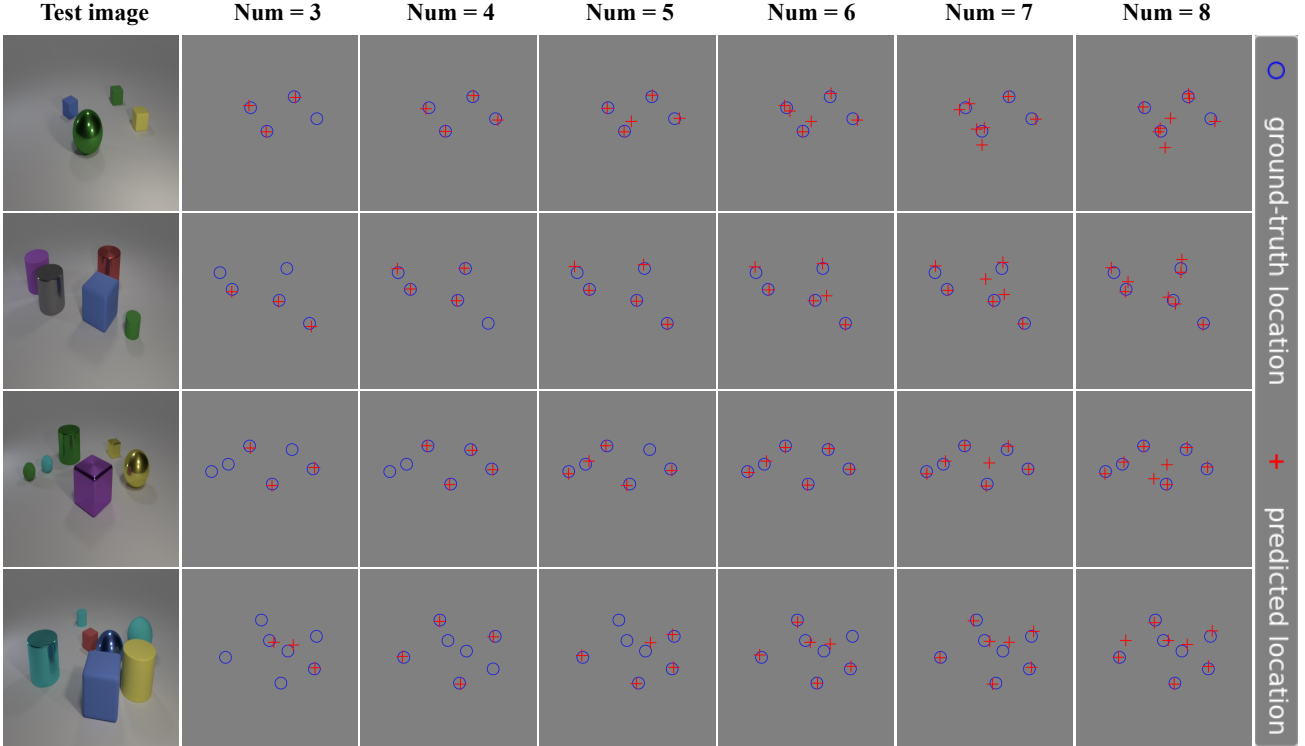 Test image Num = 3 Num = 4 Num = 5 Num = 6 Num = 7 Num = 8
ground-truth location
predicted location